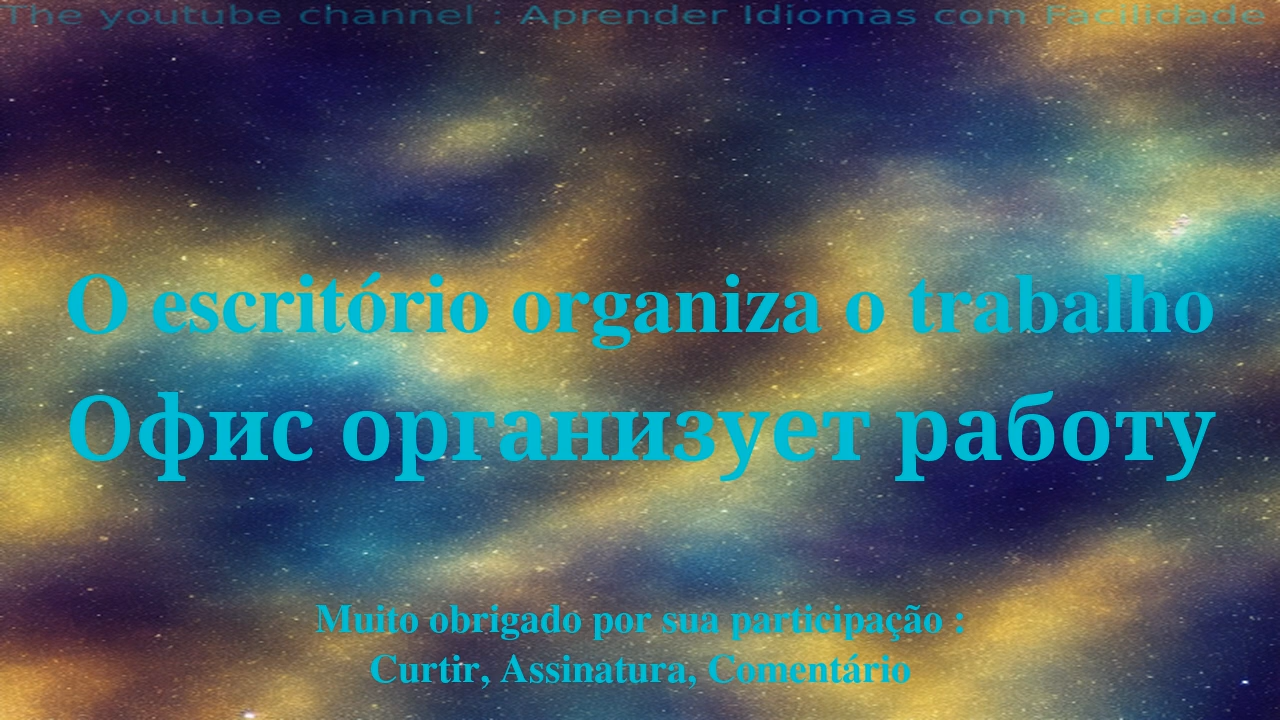 The youtube channel : Aprender Idiomas com Facilidade
O escritório organiza o trabalho
Офис организует работу
Muito obrigado por sua participação :
Curtir, Assinatura, Comentário